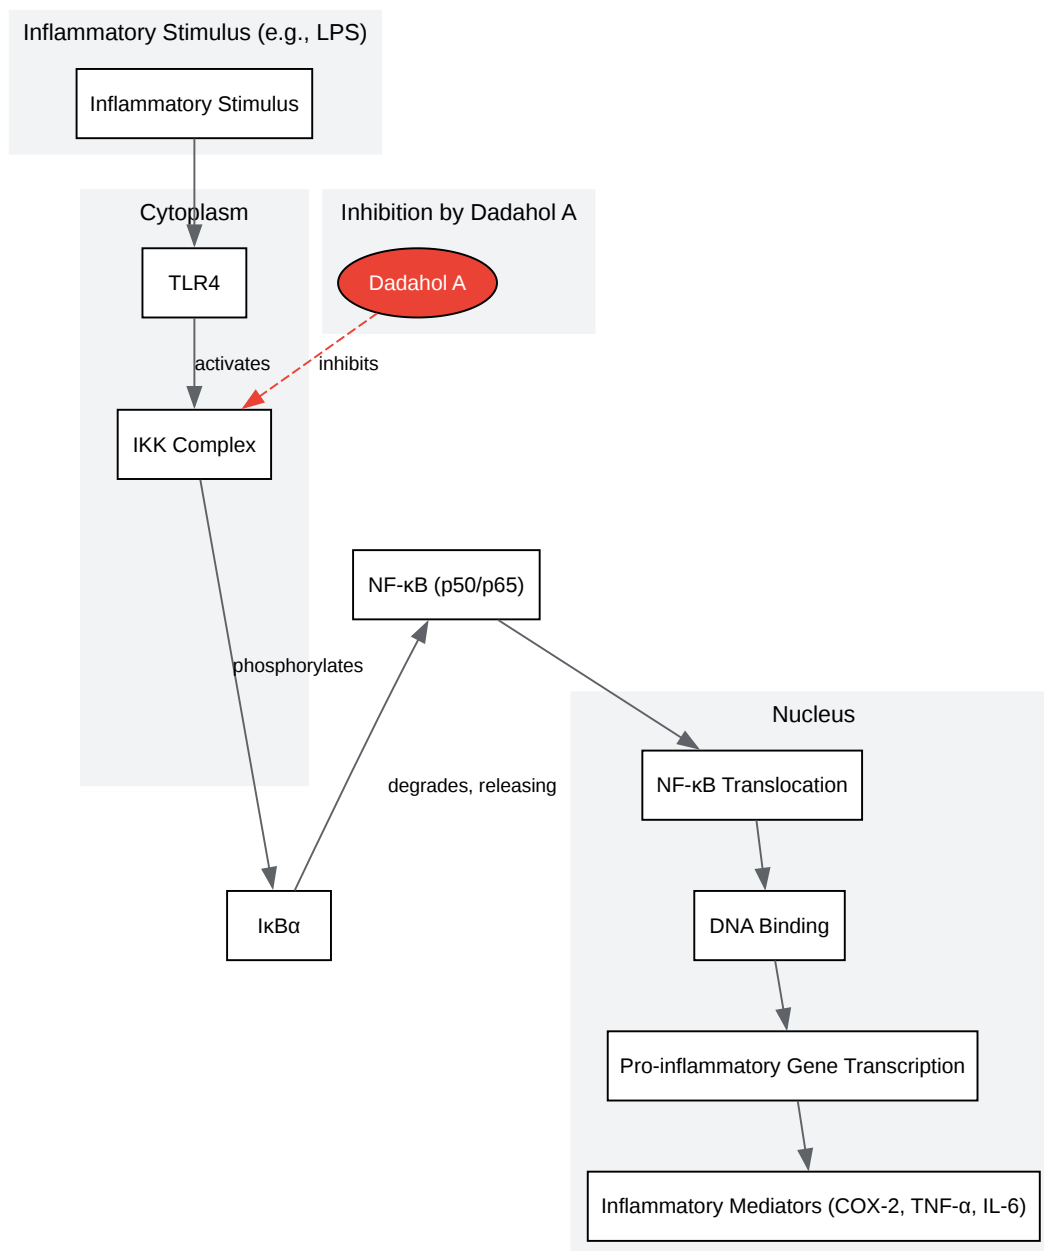 Inflammatory Stimulus (e.g., LPS)
Inflammatory Stimulus
Cytoplasm
Inhibition by Dadahol A
TLR4
Dadahol A
activates
inhibits
IKK Complex
NF-κB (p50/p65)
phosphorylates
Nucleus
NF-κB Translocation
degrades, releasing
IκBα
DNA Binding
Pro-inflammatory Gene Transcription
Inflammatory Mediators (COX-2, TNF-α, IL-6)